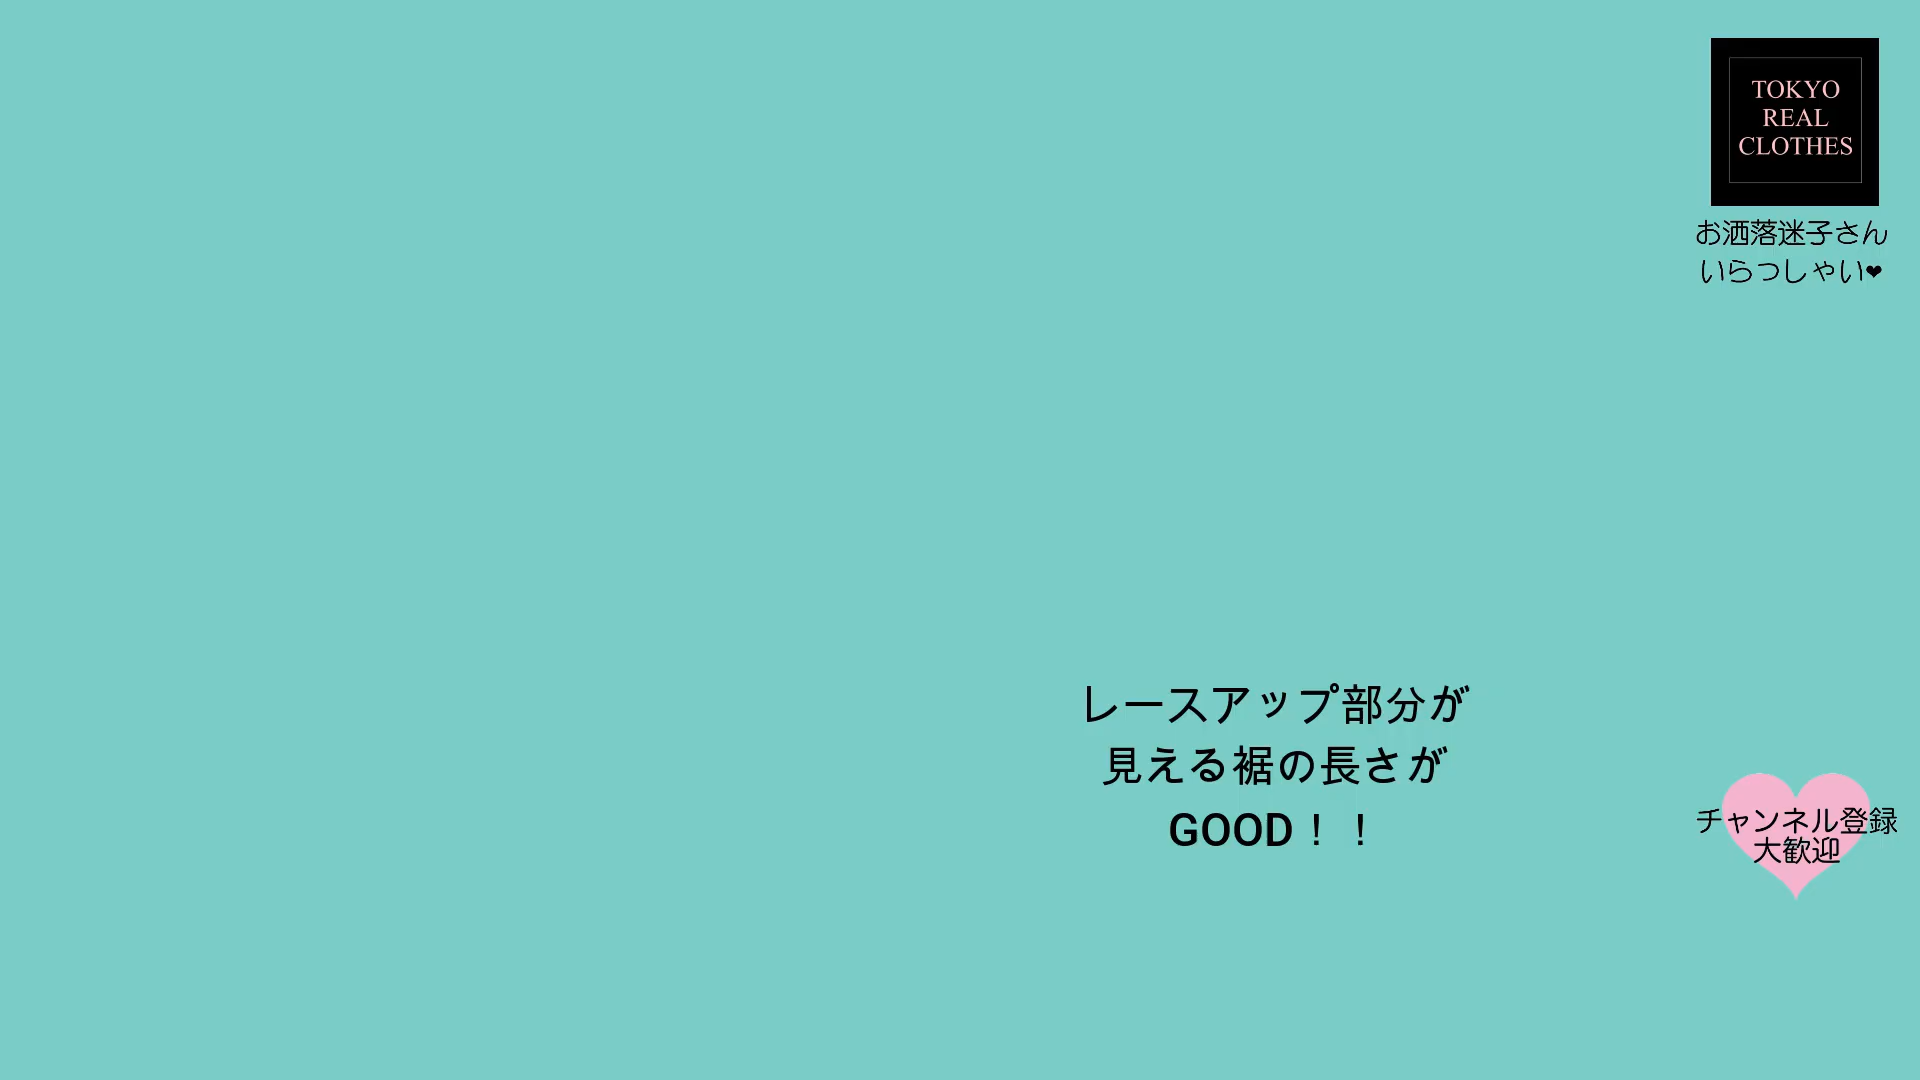 TOKYO
REAL
CLOTHES
お洒落迷子さん
いらっしゃい❤
レースアップ部分が
見える裾の長さが
GOOD！！
チャンネル登録
大歓迎